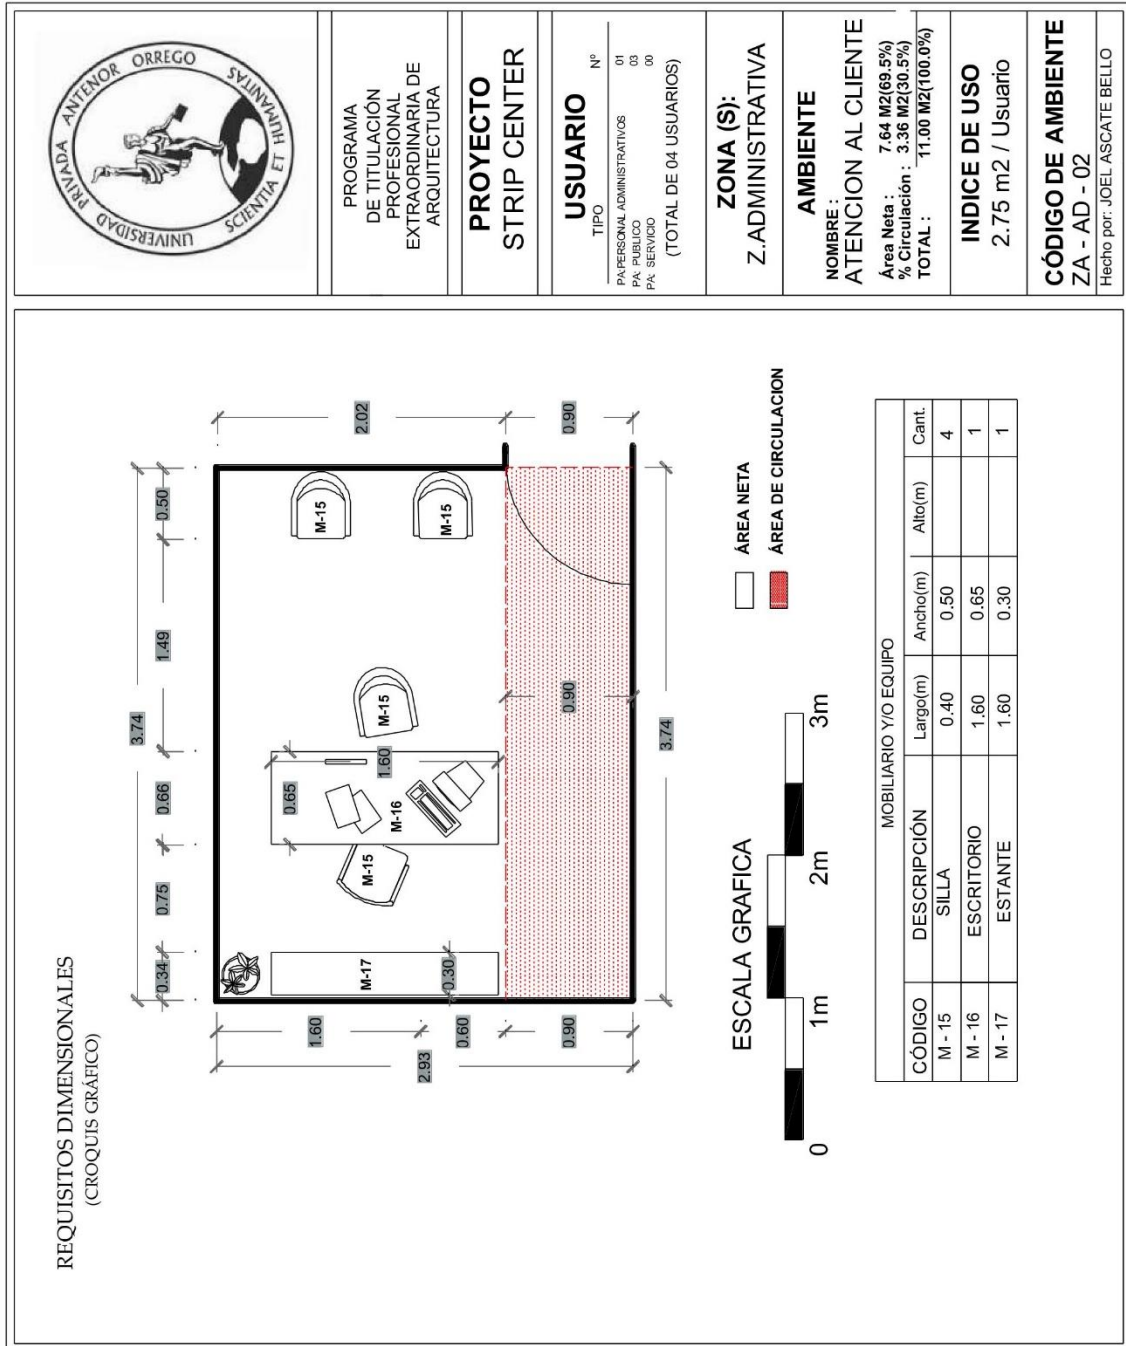 REQUISITOS DIMENSIONALES
(CROQUIS GRÁFICO)
3.74
0.34
0.75
0.66
1.49
0.50
1.60
0.60
0.90
2.93
2.02
0.90
M-17
0.30
M-15
M-16
0.65
1.60
M-15
M-15
M-15
0.90
3.74
ESCALA GRAFICA
0
1m
2m
3m
ÁREA NETA
ÁREA DE CIRCULACION
MOBILIARIO Y/O EQUIPO
CÓDIGO DESCRIPCIÓN Largo(m) Ancho(m) Alto(m) Cant.
M - 15 SILLA 0.40 0.50 4
M - 16 ESCRITORIO 1.60 0.65 1
M - 17 ESTANTE 1.60 0.30 1
UNIVERSIDAD PRIVADA ANTENOR ORREGO
SCIENTIA ET HUMANITAS
PROGRAMA
DE TITULACIÓN
PROFESIONAL
EXTRAORDINARIA DE
ARQUITECTURA
PROYECTO
STRIP CENTER
USUARIO
TIPO Nº
PA:PERSONAL ADMINISTRATIVOS 01
PA: PUBLICO 03
PA: SERVICIO 00
(TOTAL DE 04 USUARIOS)
ZONA (S):
Z.ADMINISTRATIVA
AMBIENTE
NOMBRE :
ATENCION AL CLIENTE
Área Neta : 7.64 M2(69.5%)
% Circulación : 3.36 M2(30.5%)
TOTAL : 11.00 M2(100.0%)
INDICE DE USO
2.75 m2 / Usuario
CÓDIGO DE AMBIENTE
ZA - AD - 02
Hecho por: JOEL ASCATE BELLO